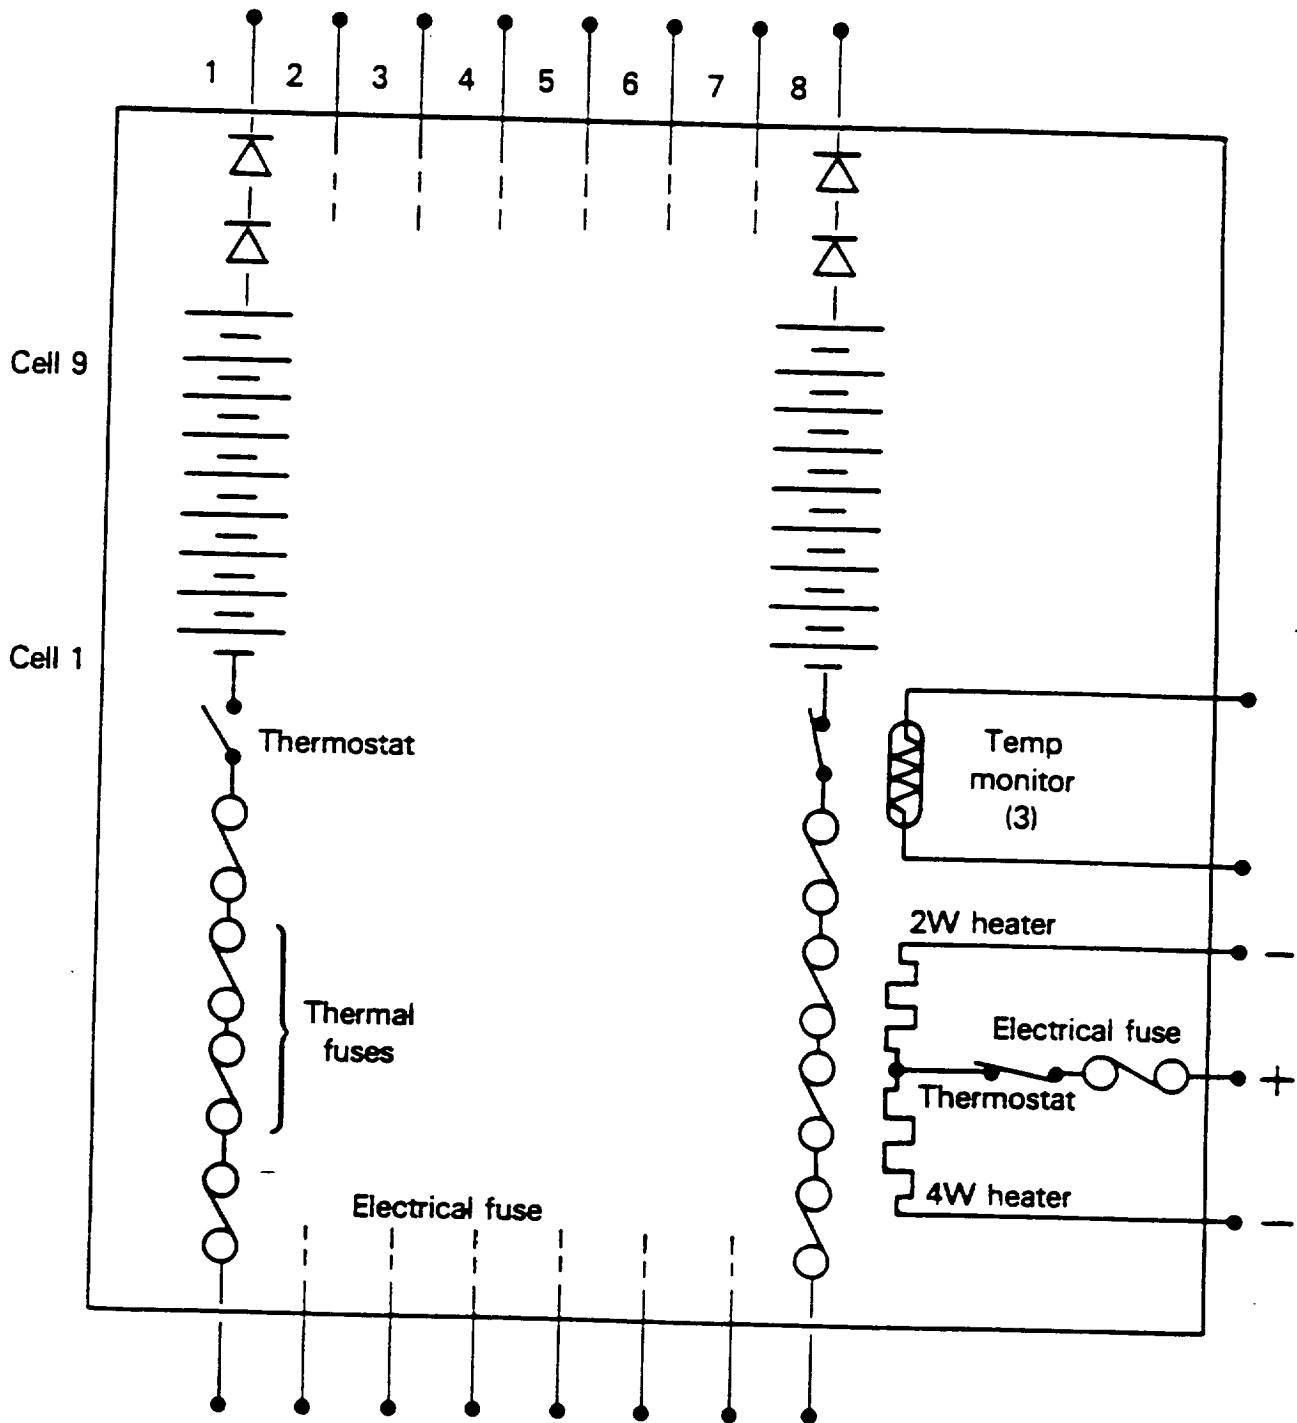 1 2 3 4 5 6 7 8
Cell 9
Cell 1
Thermostat
Temp
monitor
(3)
2W heater
−
Thermal
fuses
Electrical fuse
+
Thermostat
4W heater
−
Electrical fuse